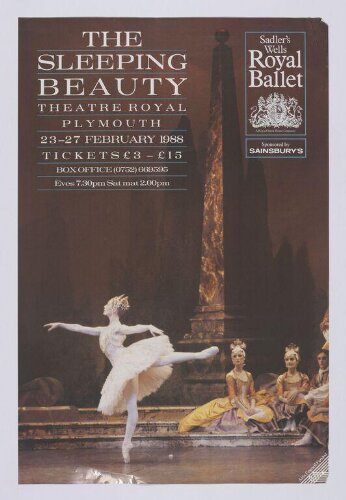 THE
SLEEPING
BEAUTY
THEATRE ROYAL
PLYMOUTH
23–27 FEBRUARY 1988
TICKETS £3 – £15
BOX OFFICE (0752) 669595
Eves 7.30pm Sat mat 2.00pm
Sadler's
Wells
Royal
Ballet
Sponsored by
SAINSBURY'S